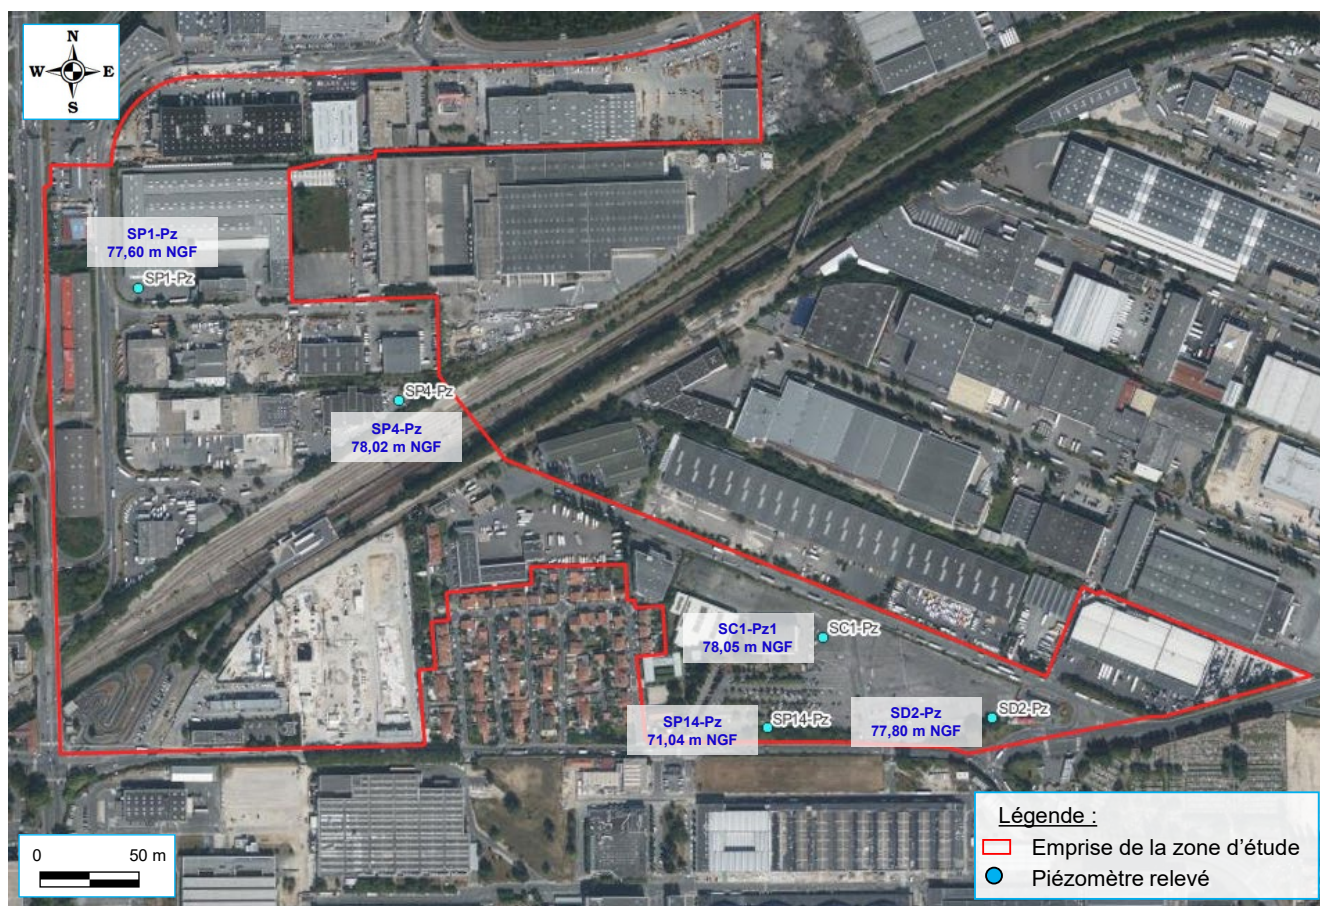 N
W E
S
SP1-Pz
77,60 m NGF
SP1-Pz
SP4-Pz
SP4-Pz
78,02 m NGF
SC1-Pz1
78,05 m NGF
SC1-Pz
SP14-Pz
71,04 m NGF
SP14-Pz
SD2-Pz
77,80 m NGF
SD2-Pz
0 50 m
Légende :
Emprise de la zone d'étude
Piézomètre relevé